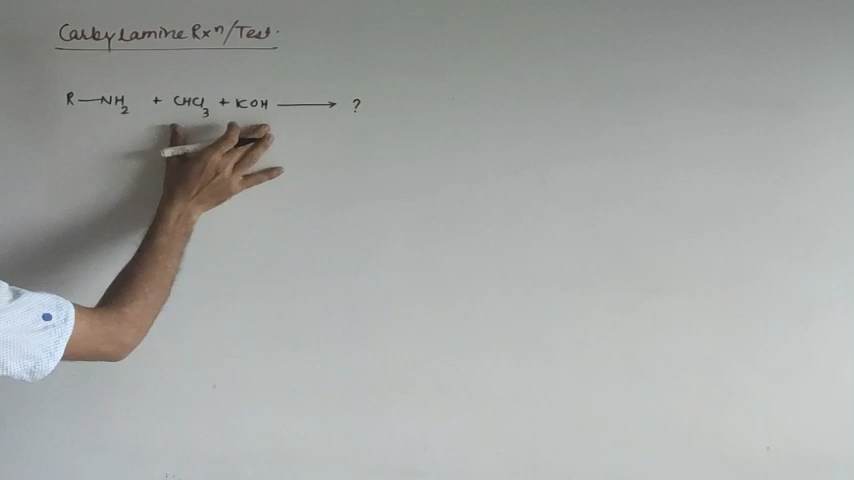 Carbylamine Rxⁿ/Test.
R—NH₂ + CHCl₃ + KOH ⟶ ?